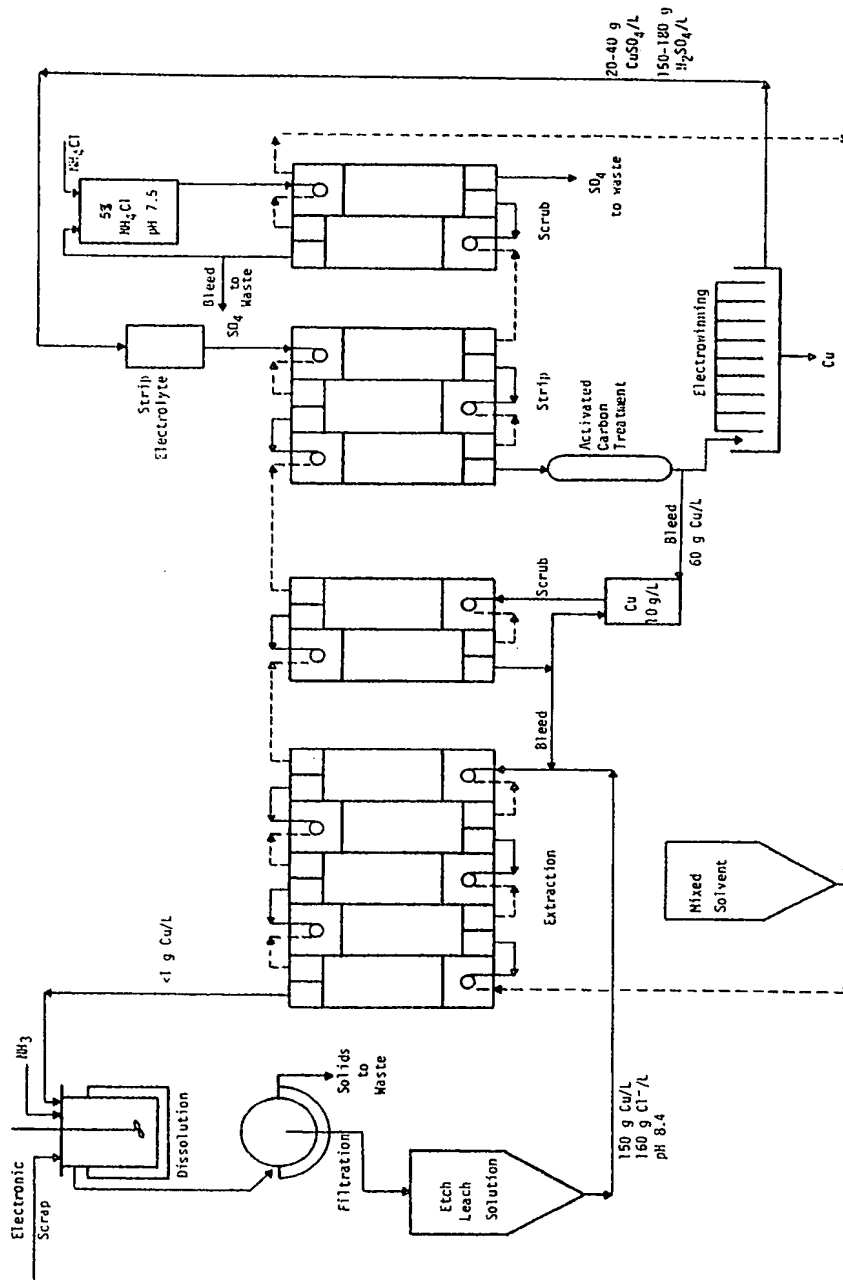 Electronic
Scrap
NH3
Dissolution
Filtration
Solids
to
Waste
Etch
Leach
Solution
150 g Cu/L
160 g Cl⁻/L
pH 8.4
<1 g Cu/L
Extraction
Mixed
Solvent
Bleed
Scrub
Cu
Bleed
60 g Cu/L
Strip
Electrolyte
Strip
Activated
Carbon
Treatment
Electrowinning
Cu
NH4Cl
5%
NH4Cl
pH 7.5
Bleed
to
Waste
SO4
Scrub
SO4
to waste
20-40 g
CuSO4/L
150-180 g
H2SO4/L